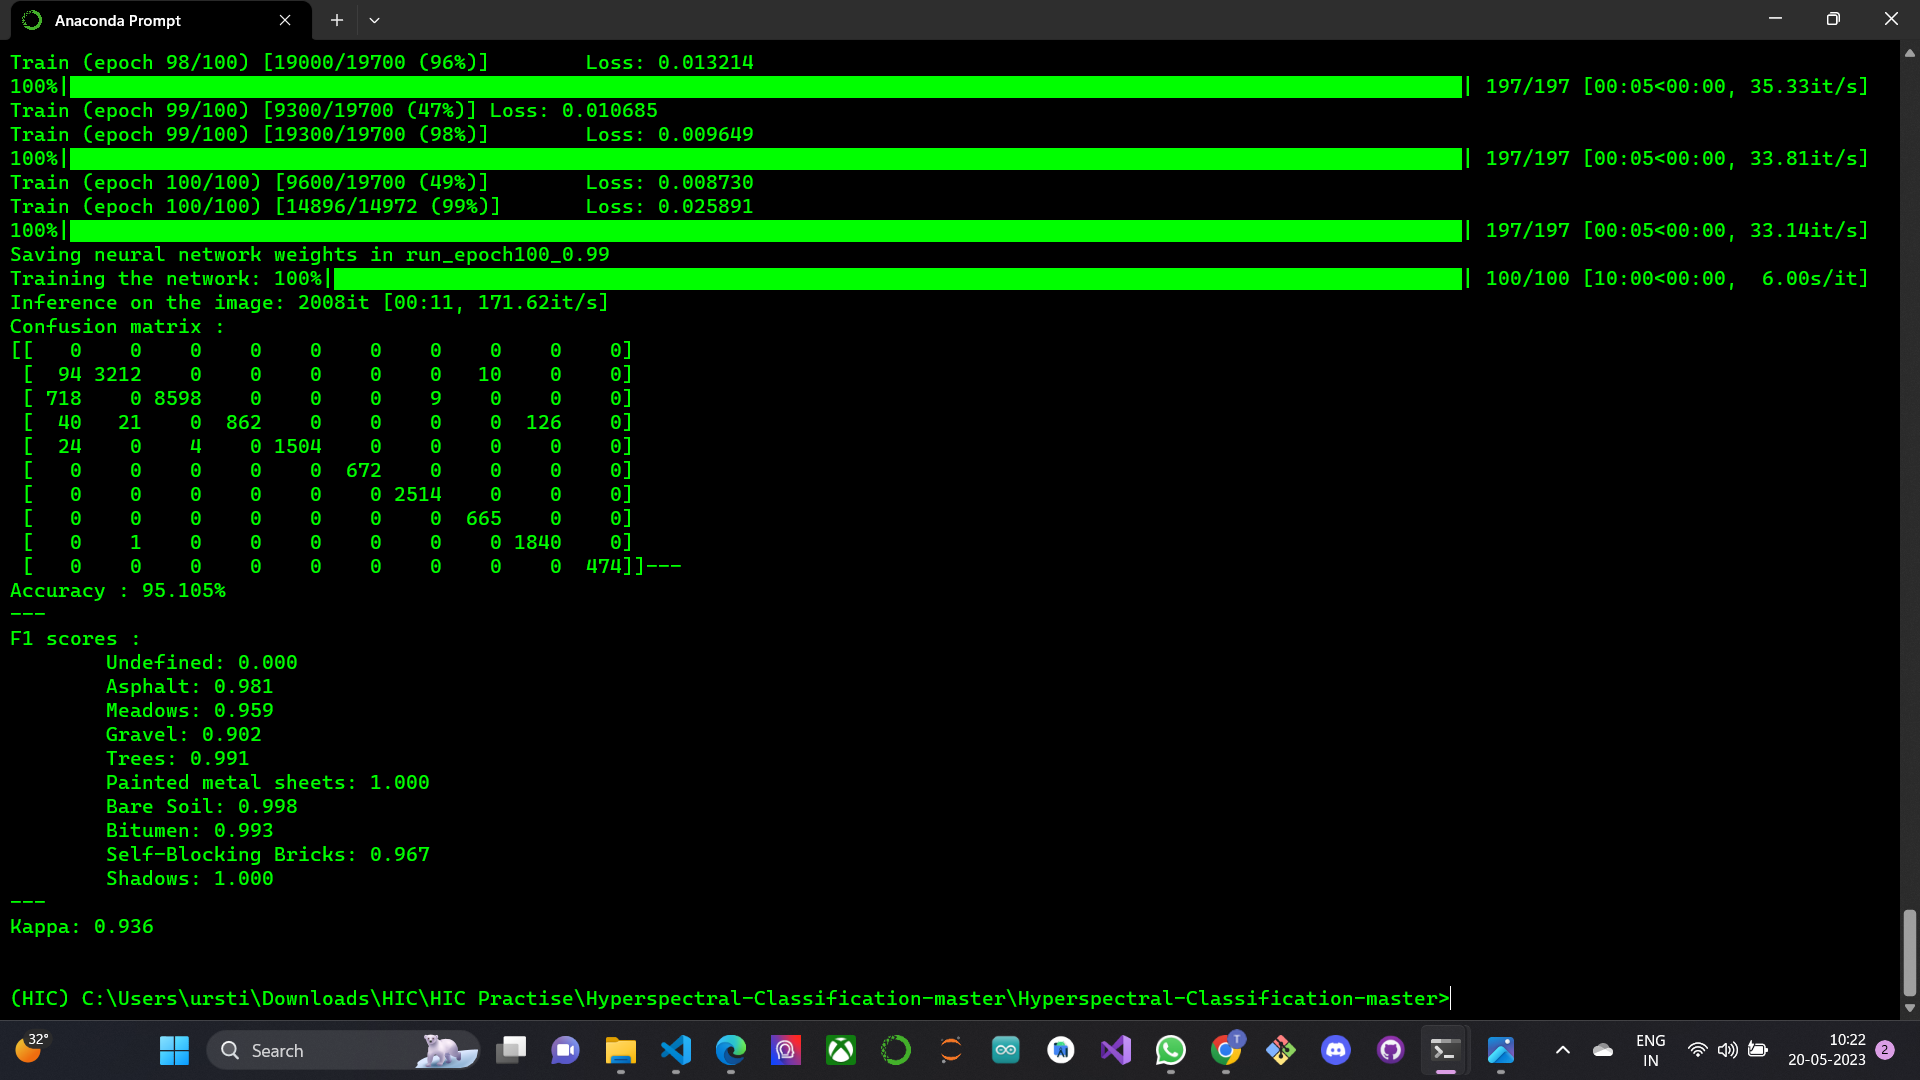 Anaconda Prompt
Train (epoch 98/100) [19000/19700 (96%)]        Loss: 0.013214
100%| | 197/197 [00:05<00:00, 35.33it/s]
Train (epoch 99/100) [9300/19700 (47%)] Loss: 0.010685
Train (epoch 99/100) [19300/19700 (98%)]        Loss: 0.009649
100%| | 197/197 [00:05<00:00, 33.81it/s]
Train (epoch 100/100) [9600/19700 (49%)]        Loss: 0.008730
Train (epoch 100/100) [14896/14972 (99%)]       Loss: 0.025891
100%| | 197/197 [00:05<00:00, 33.14it/s]
Saving neural network weights in run_epoch100_0.99
Training the network: 100%| | 100/100 [10:00<00:00,  6.00s/it]
Inference on the image: 2008it [00:11, 171.62it/s]
Confusion matrix :
[[   0    0    0    0    0    0    0    0    0    0]
 [  94 3212    0    0    0    0    0   10    0    0]
 [ 718    0 8598    0    0    0    9    0    0    0]
 [  40   21    0  862    0    0    0    0  126    0]
 [  24    0    4    0 1504    0    0    0    0    0]
 [   0    0    0    0    0  672    0    0    0    0]
 [   0    0    0    0    0    0 2514    0    0    0]
 [   0    0    0    0    0    0    0  665    0    0]
 [   0    1    0    0    0    0    0    0 1840    0]
 [   0    0    0    0    0    0    0    0    0  474]]---
Accuracy : 95.105%
---
F1 scores :
        Undefined: 0.000
        Asphalt: 0.981
        Meadows: 0.959
        Gravel: 0.902
        Trees: 0.991
        Painted metal sheets: 1.000
        Bare Soil: 0.998
        Bitumen: 0.993
        Self-Blocking Bricks: 0.967
        Shadows: 1.000
---
Kappa: 0.936
(HIC) C:\Users\ursti\Downloads\HIC\HIC Practise\Hyperspectral-Classification-master\Hyperspectral-Classification-master>
32°
Search
T
ENG
IN
10:22
20-05-2023
2